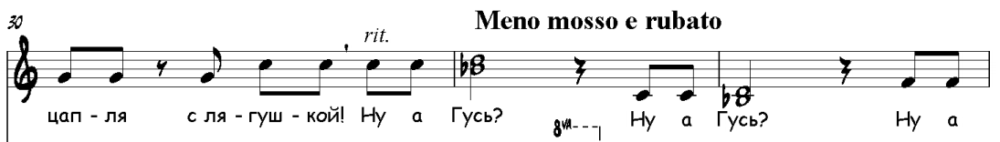 30
Meno mosso e rubato
rit.
цап - ля с ля - гуш - кой! Ну а Гусь? Ну а Гусь? Ну а
8VA